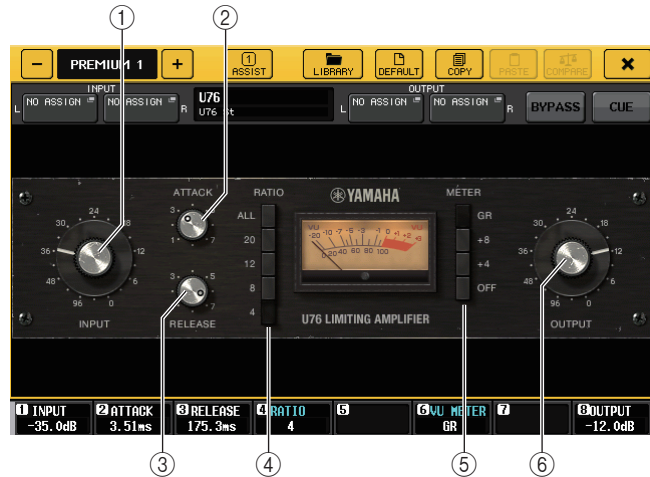 ① ②
PREMIUM 1 1 ASSIST LIBRARY DEFAULT COPY PASTE COMPARE
INPUT OUTPUT
L NO ASSIGN NO ASSIGN R U76 L NO ASSIGN NO ASSIGN R BYPASS CUE
U76 St
ATTACK RATIO YAMAHA METER
3 5 1 7
ALL 20 12 8 4
VU
-20 -10 -7 -5 -3 -1 0 +1 +2
0 20 40 60 80 100
GR +8 +4 OFF
30 24 18 36 12 48 6 96 0
INPUT
3 5 1 7
RELEASE
U76 LIMITING AMPLIFIER
30 24 18 36 12 48 6 96 0
OUTPUT
1 INPUT 2 ATTACK 3 RELEASE 4 RATIO 5 6 VU METER 7 8 OUTPUT
-35.0dB 3.51ms 175.3ms 4 GR -12.0dB
③ ④ ⑤ ⑥